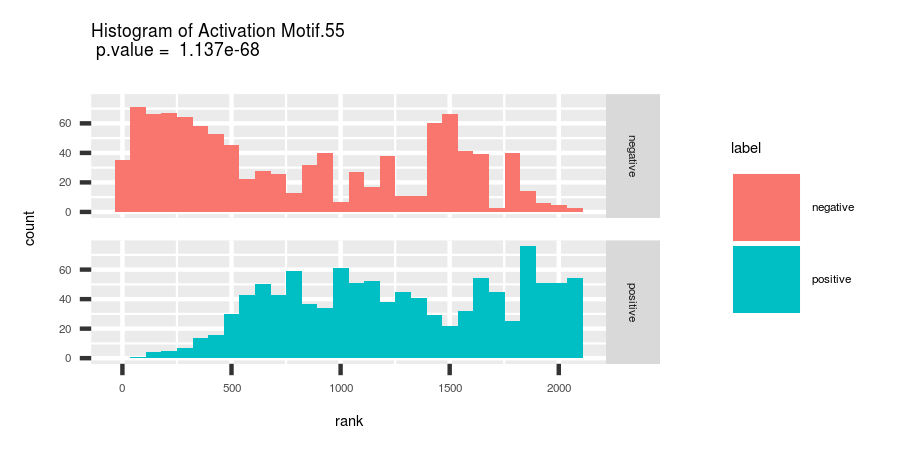 Histogram of Activation Motif.55
p.value =  1.137e-68
count
60
40
20
0
negative
60
40
20
0
positive
0 500 1000 1500 2000
rank
label
negative
positive